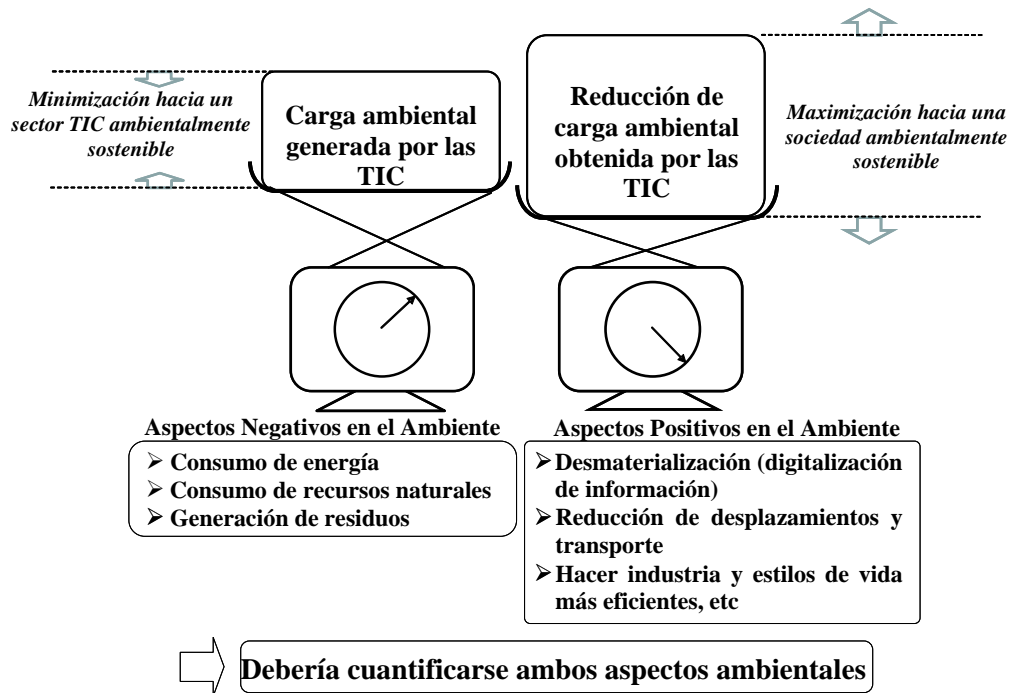 Minimización hacia un
sector TIC ambientalmente
sostenible
Carga ambiental
generada por las
TIC
Reducción de
carga ambiental
obtenida por las
TIC
Maximización hacia una
sociedad ambientalmente
sostenible
Aspectos Negativos en el Ambiente
➢ Consumo de energía
➢ Consumo de recursos naturales
➢ Generación de residuos
Aspectos Positivos en el Ambiente
➢ Desmaterialización (digitalización
de información)
➢ Reducción de desplazamientos y
transporte
➢ Hacer industria y estilos de vida
más eficientes, etc
Debería cuantificarse ambos aspectos ambientales